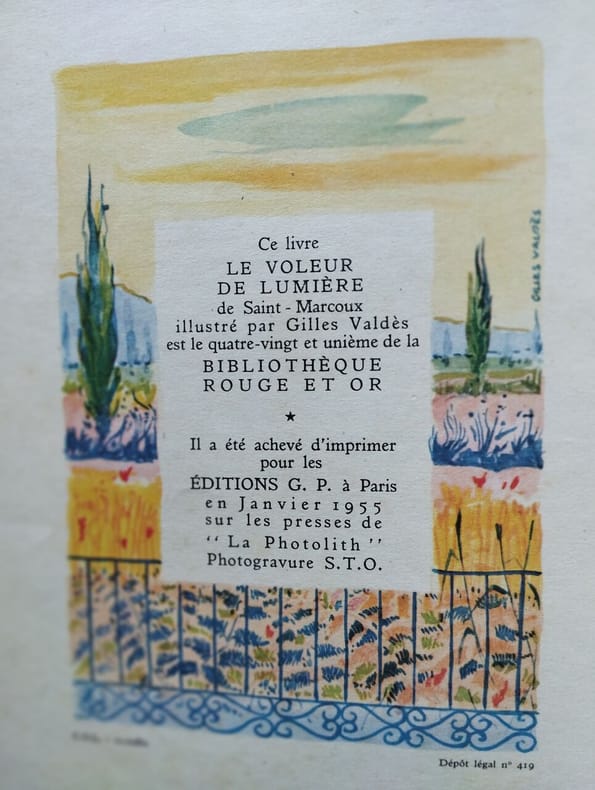 Ce livre
LE VOLEUR
DE LUMIÈRE
de Saint-Marcoux
illustré par Gilles Valdès
est le quatre-vingt et unième de la
BIBLIOTHÈQUE
ROUGE ET OR
★
Il a été achevé d'imprimer
pour les
ÉDITIONS G. P. à Paris
en Janvier 1955
sur les presses de
“ La Photolith ”
Photogravure S.T.O.
GILLES VALDÈS
Dépôt légal n° 419